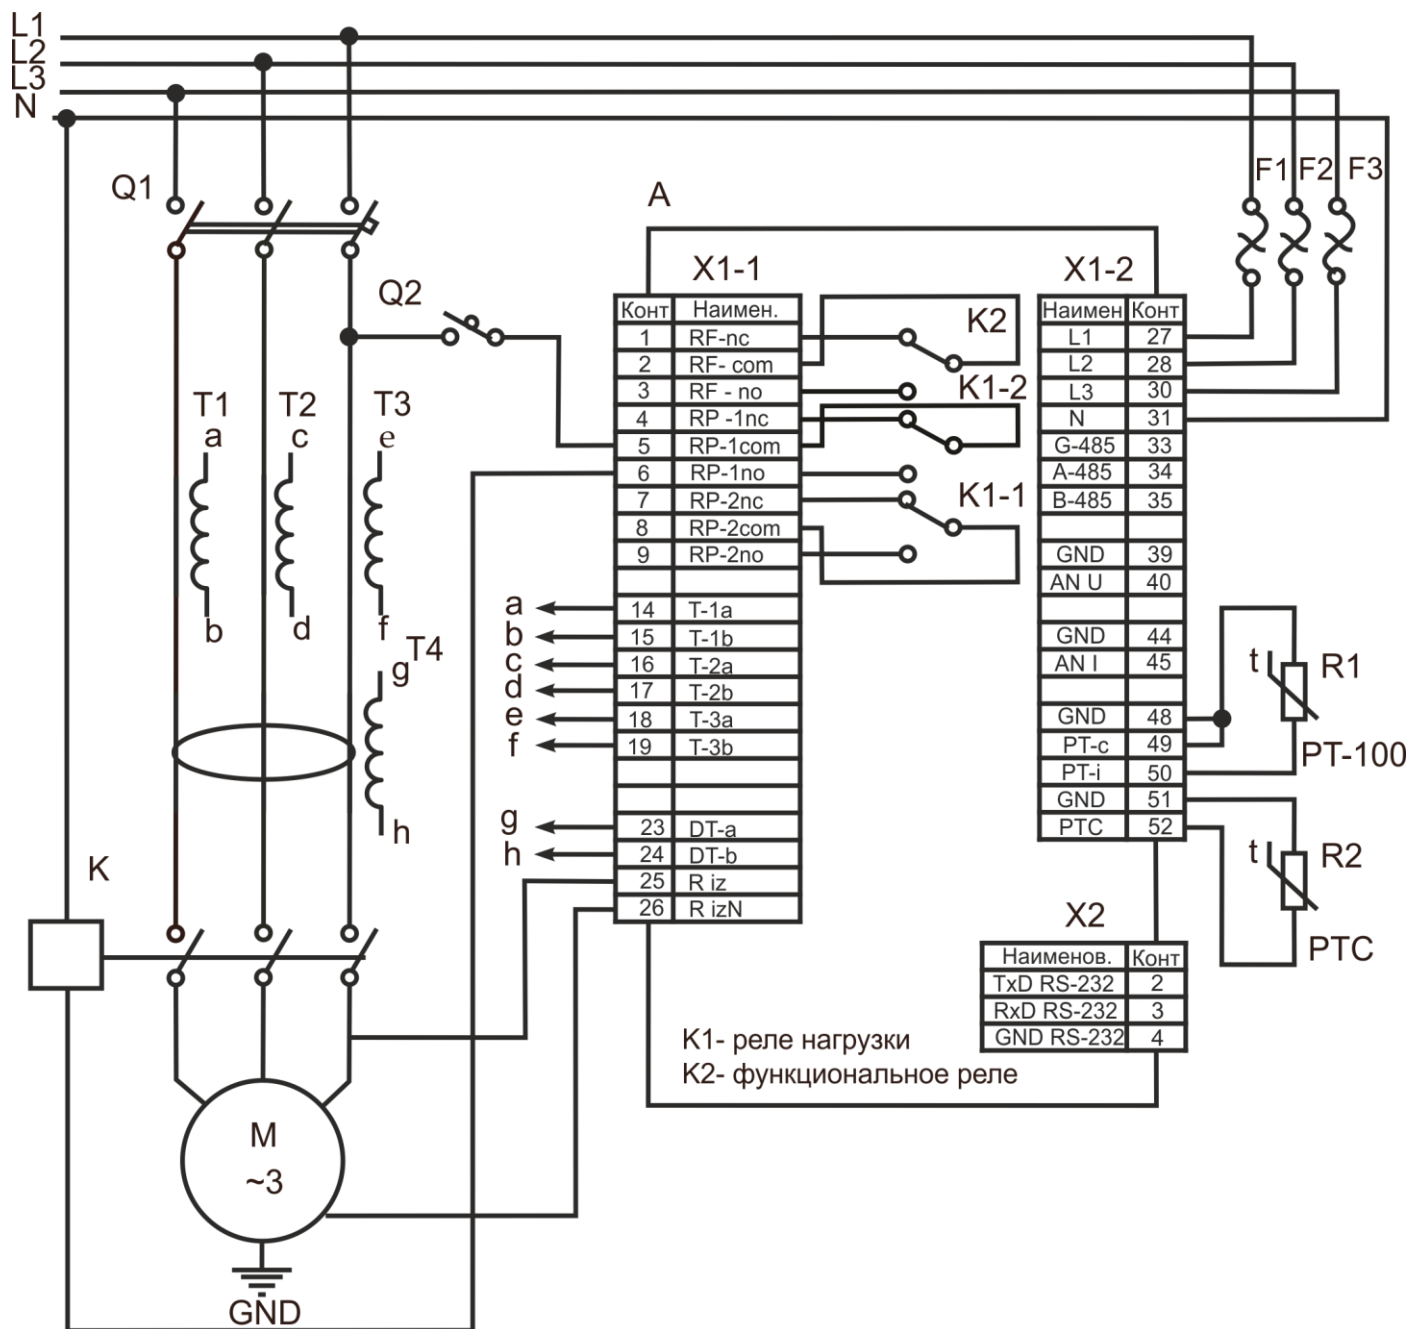 L1
L2
L3
N
Q1
Q2
A
F1 F2 F3
T1 T2 T3
a c e
b d f
T4
g
h
K
M
~3
GND
X1-1
Конт Наимен.
1 RF-nc
2 RF- com
3 RF - no
4 RP -1nc
5 RP-1com
6 RP-1no
7 RP-2nc
8 RP-2com
9 RP-2no
a 14 T-1a
b 15 T-1b
c 16 T-2a
d 17 T-2b
e 18 T-3a
f 19 T-3b
g 23 DT-a
h 24 DT-b
25 R iz
26 R izN
K2
K1-2
K1-1
X1-2
Наимен Конт
L1 27
L2 28
L3 30
N 31
G-485 33
A-485 34
B-485 35
GND 39
AN U 40
GND 44
AN I 45
GND 48
PT-c 49
PT-i 50
GND 51
PTC 52
t R1
PT-100
t R2
PTC
X2
Наименов. Конт
TxD RS-232 2
RxD RS-232 3
GND RS-232 4
K1- реле нагрузки
K2- функциональное реле